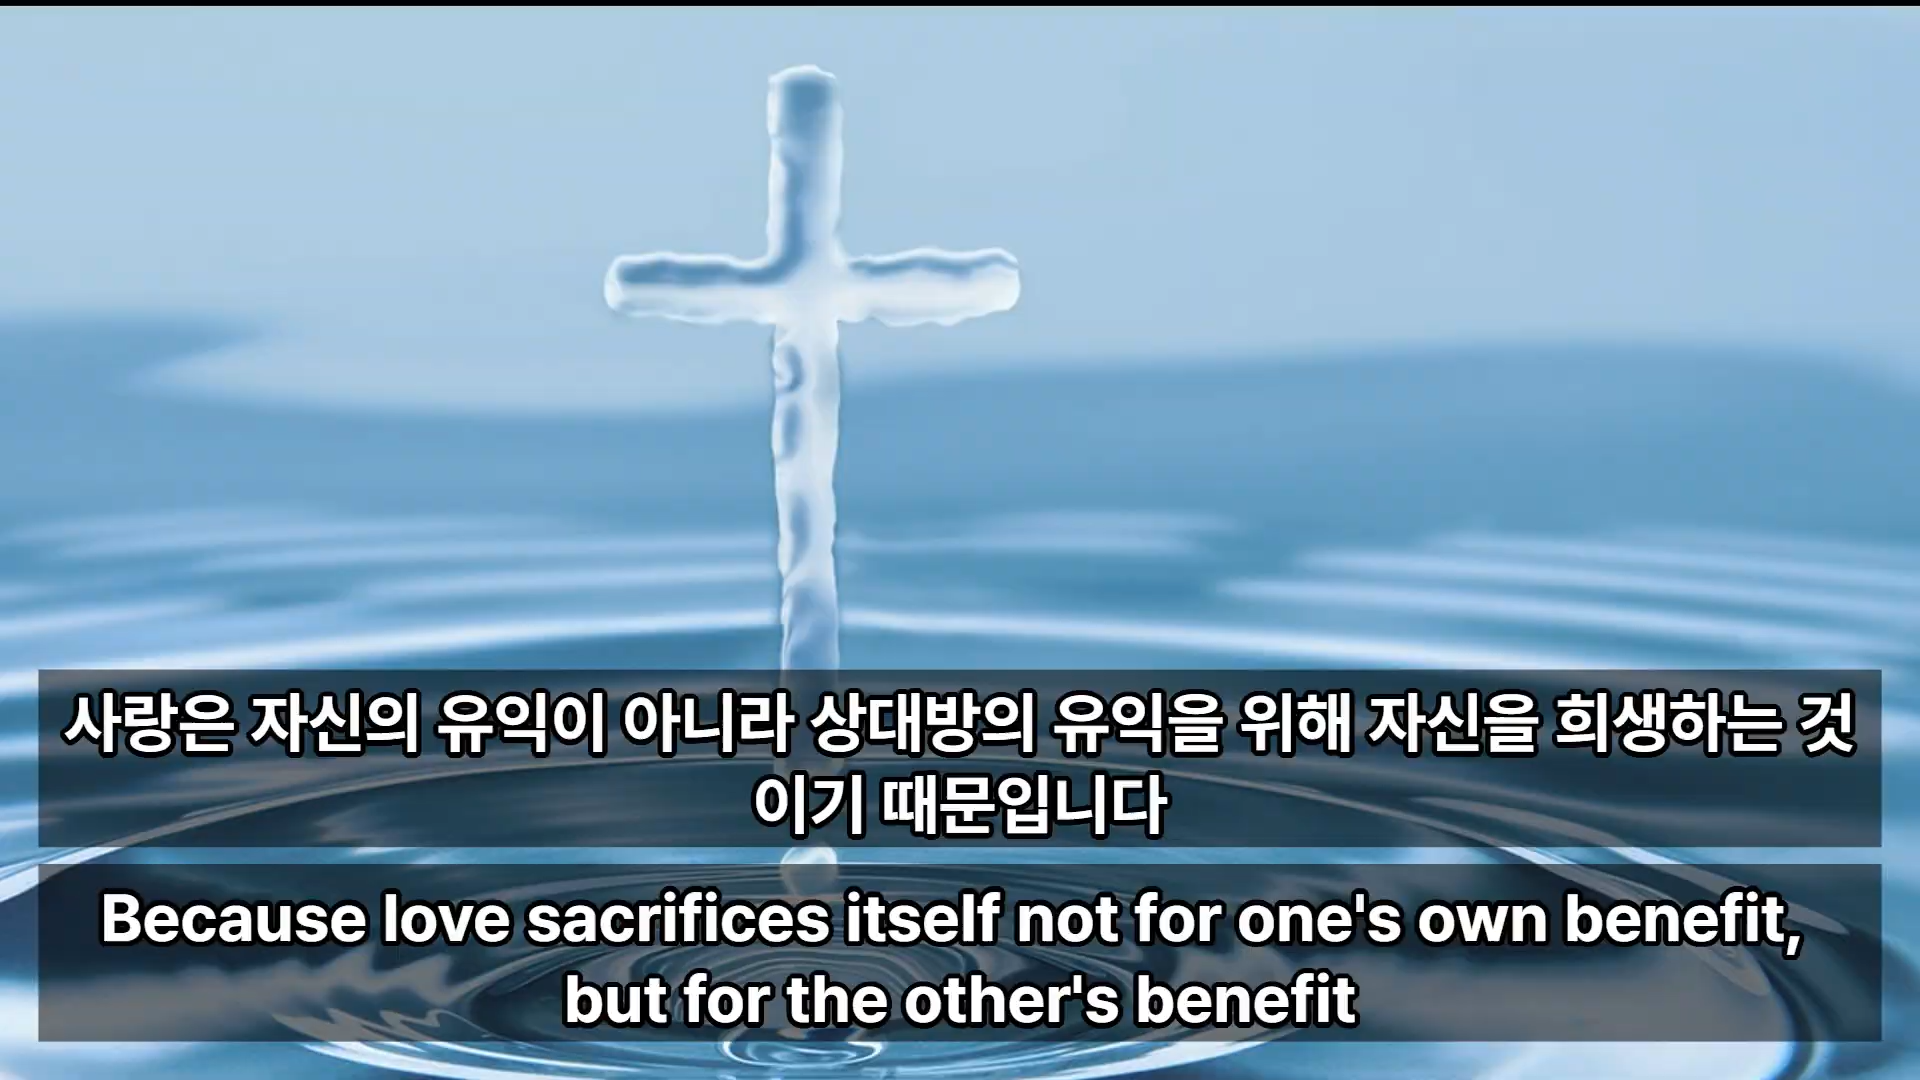 사랑은 자신의 유익이 아니라 상대방의 유익을 위해 자신을 희생하는 것
이기 때문입니다
Because love sacrifices itself not for one's own benefit,
but for the other's benefit